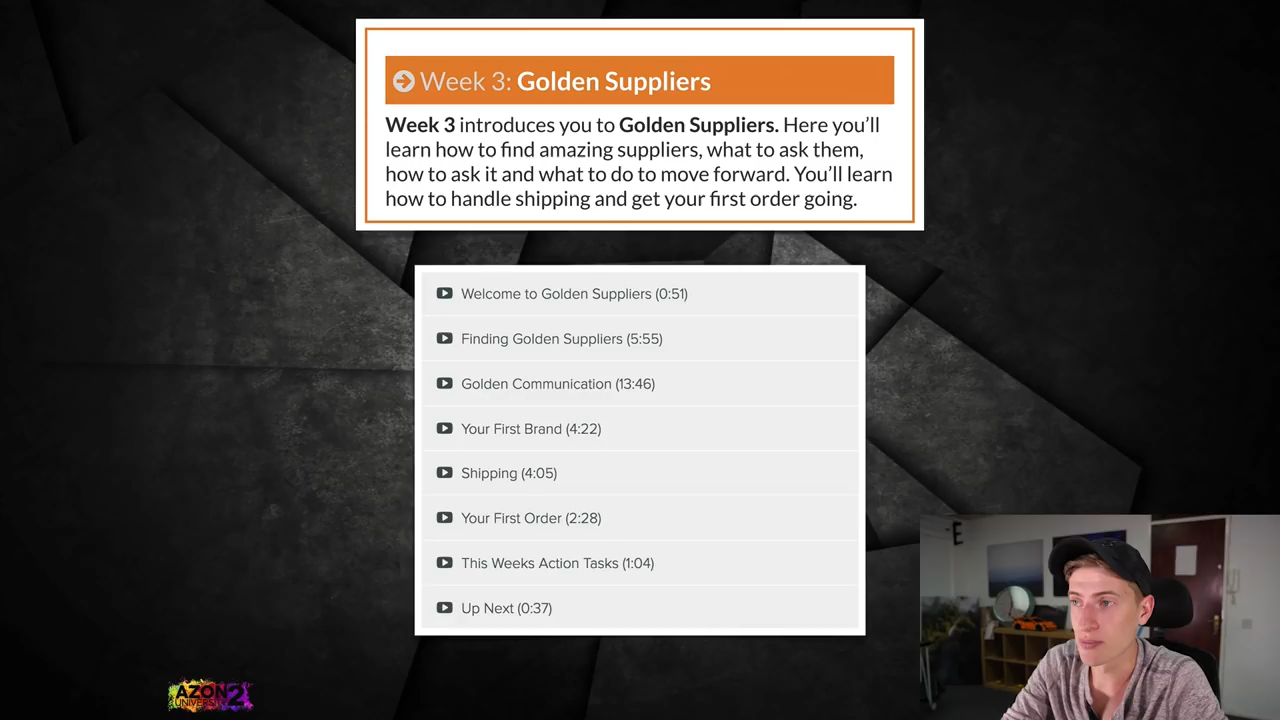 Week 3: Golden Suppliers
Week 3 introduces you to Golden Suppliers. Here you'll
learn how to find amazing suppliers, what to ask them,
how to ask it and what to do to move forward. You'll learn
how to handle shipping and get your first order going.
Welcome to Golden Suppliers (0:51)
Finding Golden Suppliers (5:55)
Golden Communication (13:46)
Your First Brand (4:22)
Shipping (4:05)
Your First Order (2:28)
This Weeks Action Tasks (1:04)
Up Next (0:37)
E
AZON 2
UNIVERSITY